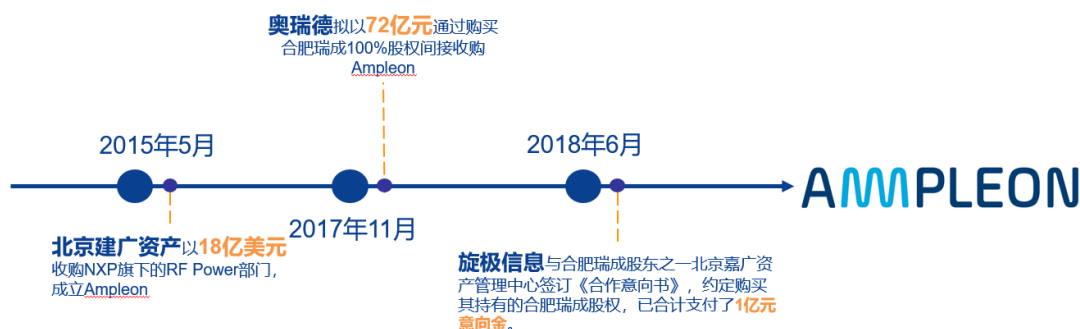 奥瑞德拟以72亿元通过购买
合肥瑞成100%股权间接收购
Ampleon
2015年5月
2018年6月
AMPLEON
2017年11月
北京建广资产以18亿美元
收购NXP旗下的RF Power部门，
成立Ampleon
旋极信息与合肥瑞成股东之一北京嘉广资
产管理中心签订《合作意向书》，约定购买
其持有的合肥瑞成股权，已合计支付了1亿元
意向金。